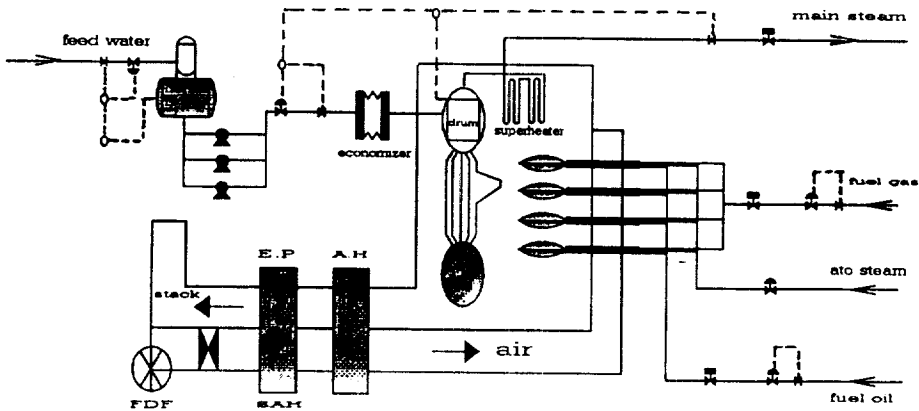 main steam
feed water
drum
superheater
economizer
fuel gas
E.P
A.H
stack
ato steam
air
FDF
SAH
fuel oil